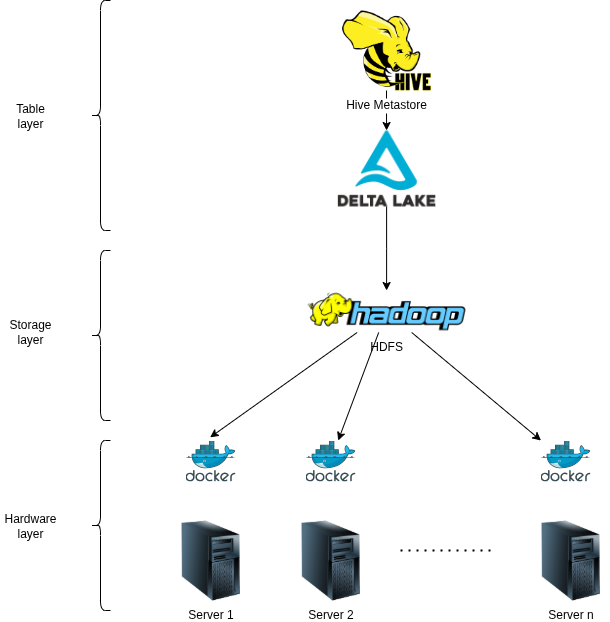 HIVE
Hive Metastore
Table
layer
DELTA LAKE
hadoop
HDFS
Storage
layer
docker
docker
docker
Hardware
layer
Server 1
Server 2
Server n